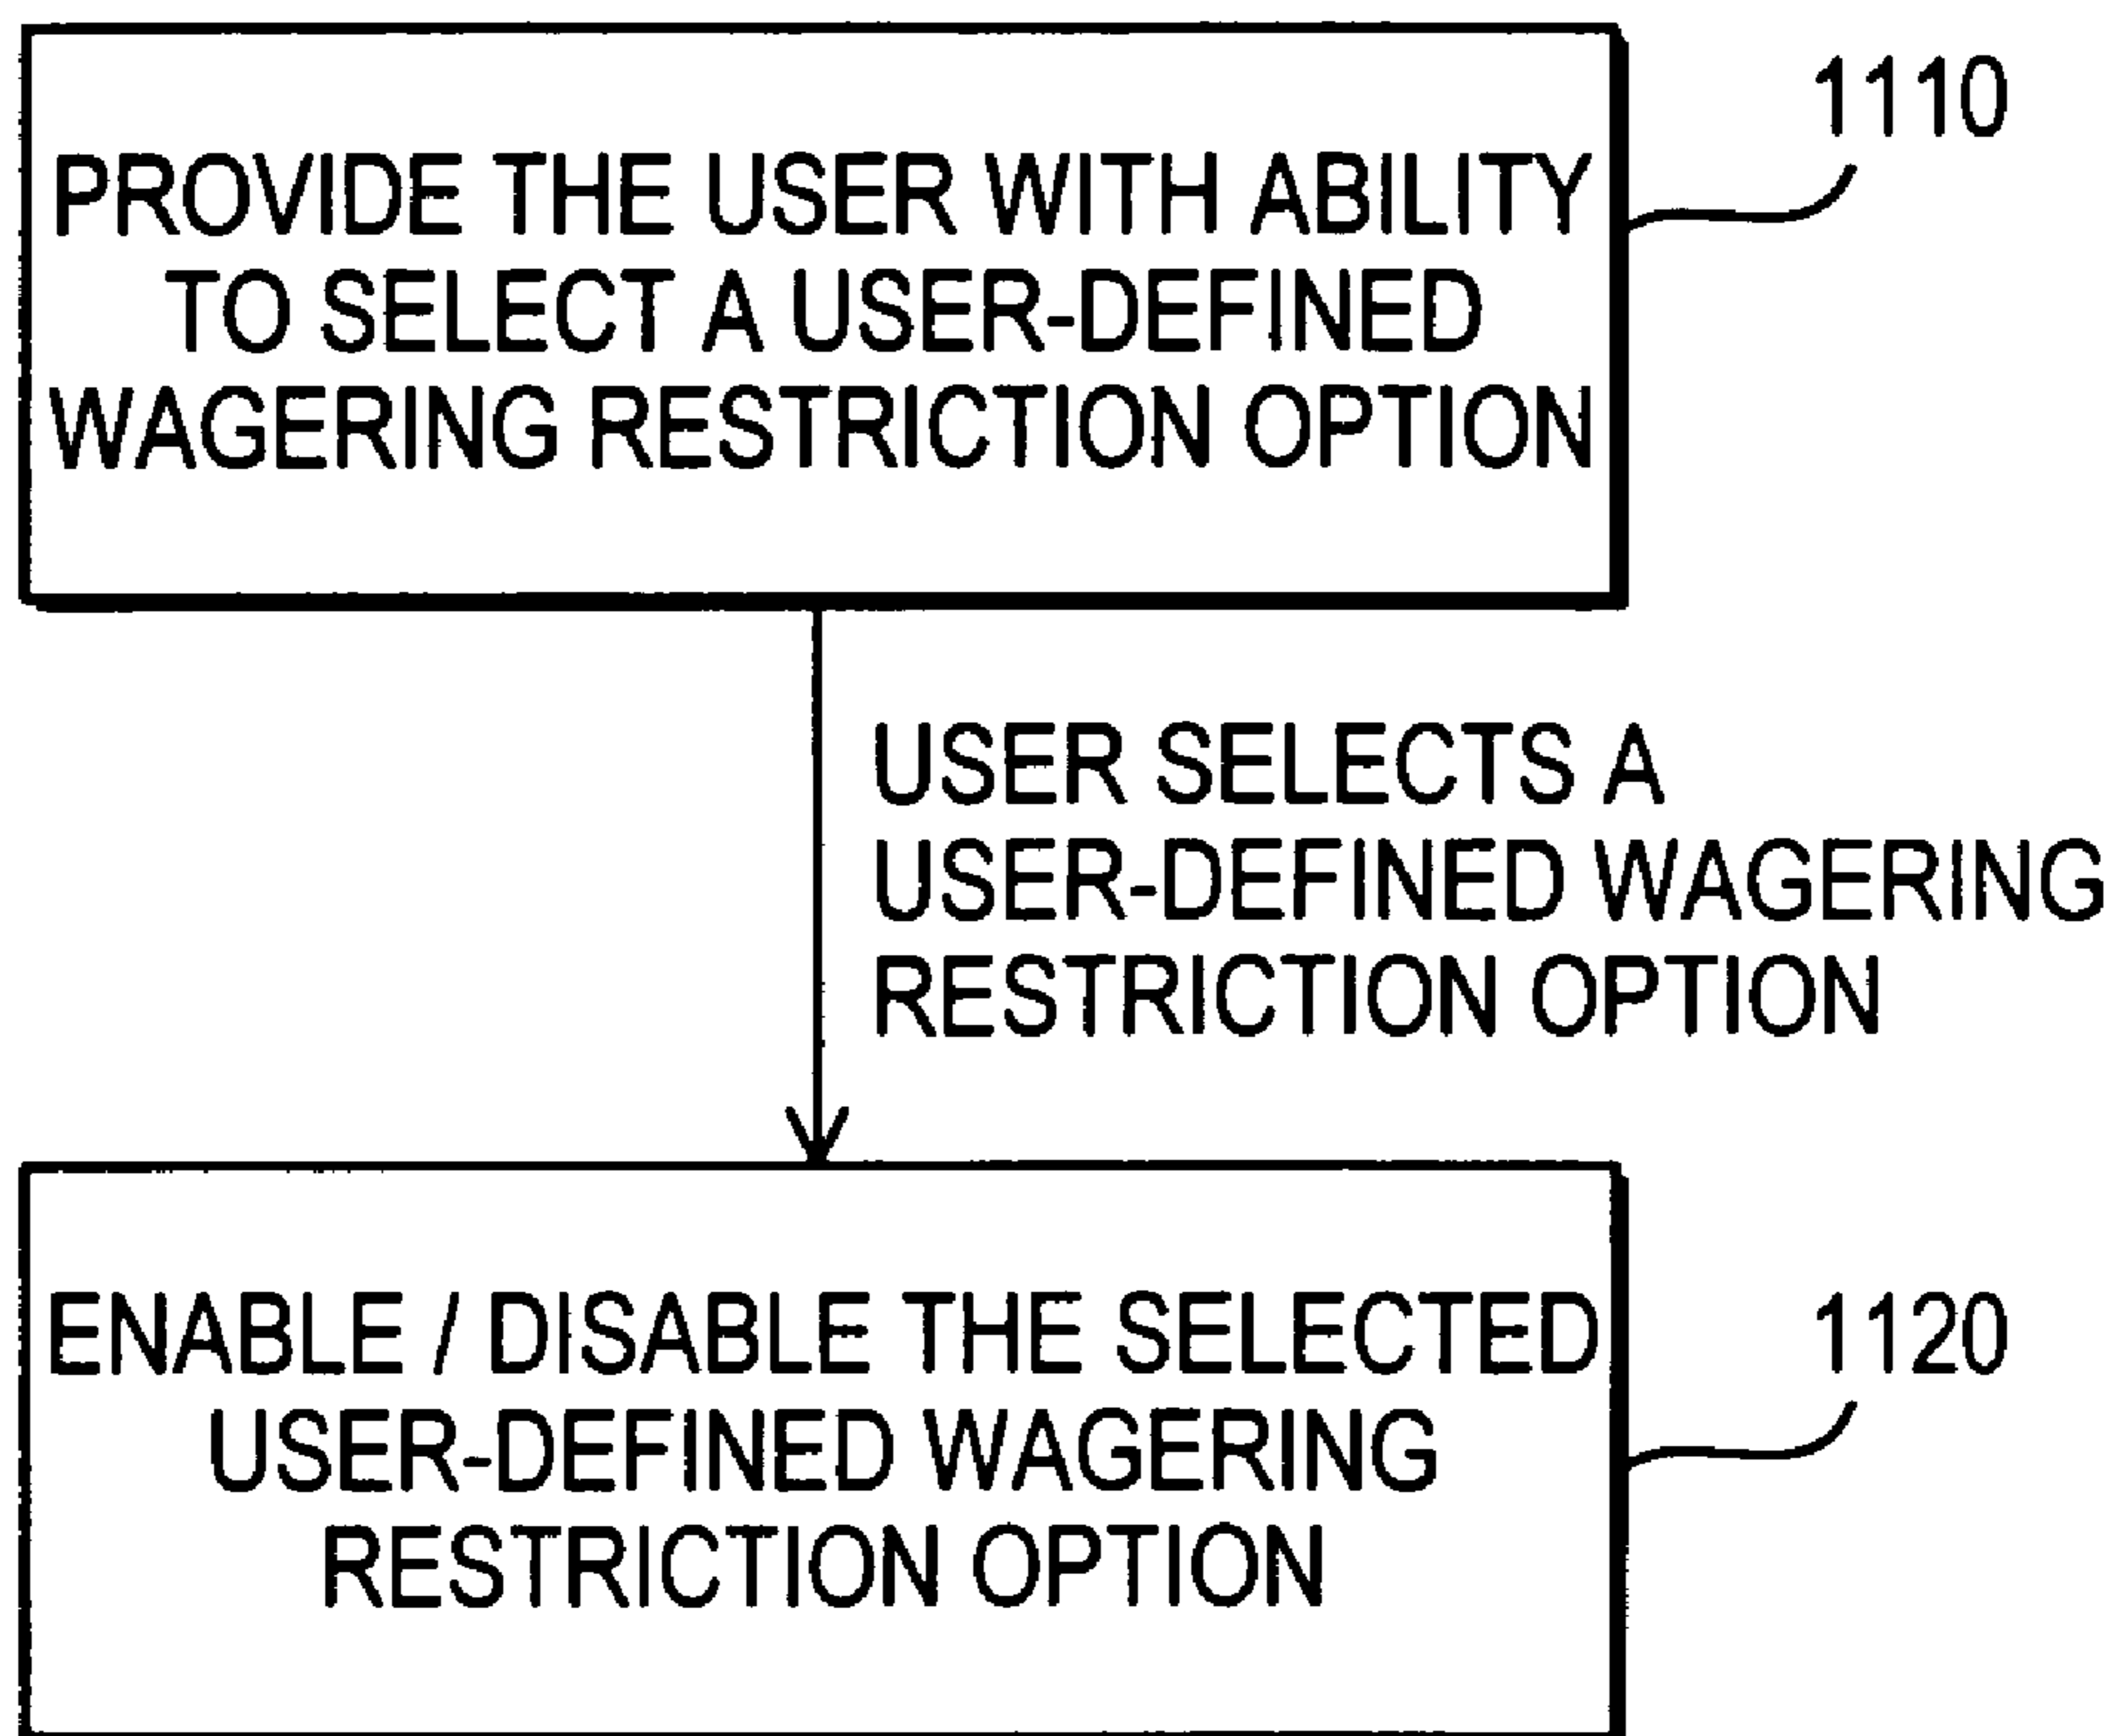 1110
PROVIDE THE USER WITH ABILITY
TO SELECT A USER-DEFINED
WAGERING RESTRICTION OPTION
USER SELECTS A
USER-DEFINED WAGERING
RESTRICTION OPTION
ENABLE / DISABLE THE SELECTED
1120
USER-DEFINED WAGERING
RESTRICTION OPTION